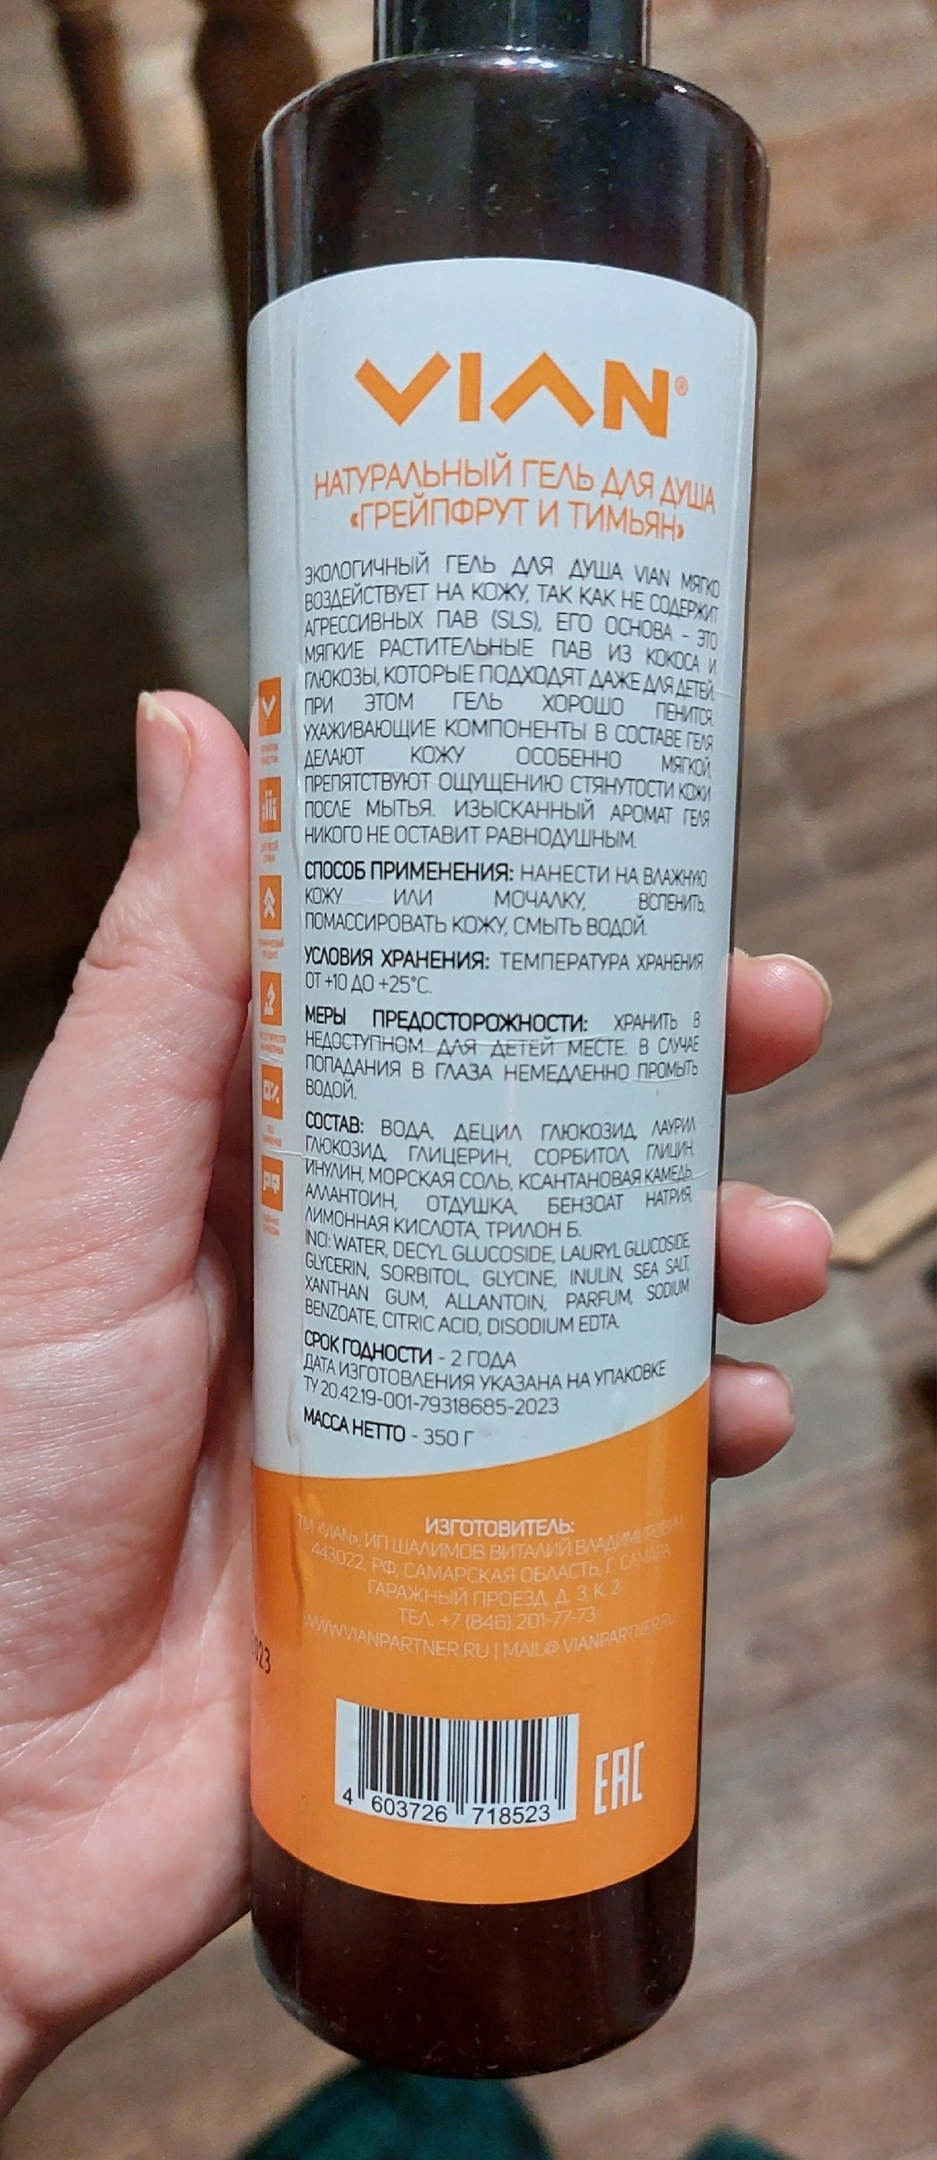 VIAN®
НАТУРАЛЬНЫЙ ГЕЛЬ ДЛЯ ДУША
«ГРЕЙПФРУТ И ТИМЬЯН»
ЭКОЛОГИЧНЫЙ ГЕЛЬ ДЛЯ ДУША VIAN МЯГКО
ВОЗДЕЙСТВУЕТ НА КОЖУ, ТАК КАК НЕ СОДЕРЖИТ
АГРЕССИВНЫХ ПАВ (SLS), ЕГО ОСНОВА - ЭТО
МЯГКИЕ РАСТИТЕЛЬНЫЕ ПАВ ИЗ КОКОСА И
ГЛЮКОЗЫ, КОТОРЫЕ ПОДХОДЯТ ДАЖЕ ДЛЯ ДЕТЕЙ.
ПРИ ЭТОМ ГЕЛЬ ХОРОШО ПЕНИТСЯ.
УХАЖИВАЮЩИЕ КОМПОНЕНТЫ В СОСТАВЕ ГЕЛЯ
ДЕЛАЮТ КОЖУ ОСОБЕННО МЯГКОЙ,
ПРЕПЯТСТВУЮТ ОЩУЩЕНИЮ СТЯНУТОСТИ КОЖИ
ПОСЛЕ МЫТЬЯ. ИЗЫСКАННЫЙ АРОМАТ ГЕЛЯ
НИКОГО НЕ ОСТАВИТ РАВНОДУШНЫМ.
СПОСОБ ПРИМЕНЕНИЯ: НАНЕСТИ НА ВЛАЖНУЮ
КОЖУ ИЛИ МОЧАЛКУ, ВСПЕНИТЬ,
ПОМАССИРОВАТЬ КОЖУ, СМЫТЬ ВОДОЙ.
УСЛОВИЯ ХРАНЕНИЯ: ТЕМПЕРАТУРА ХРАНЕНИЯ
ОТ +10 ДО +25°С.
МЕРЫ ПРЕДОСТОРОЖНОСТИ: ХРАНИТЬ В
НЕДОСТУПНОМ ДЛЯ ДЕТЕЙ МЕСТЕ. В СЛУЧАЕ
ПОПАДАНИЯ В ГЛАЗА НЕМЕДЛЕННО ПРОМЫТЬ
ВОДОЙ.
СОСТАВ: ВОДА, ДЕЦИЛ ГЛЮКОЗИД, ЛАУРИЛ
ГЛЮКОЗИД, ГЛИЦЕРИН, СОРБИТОЛ, ГЛИЦИН,
ИНУЛИН, МОРСКАЯ СОЛЬ, КСАНТАНОВАЯ КАМЕДЬ,
АЛЛАНТОИН, ОТДУШКА, БЕНЗОАТ НАТРИЯ,
ЛИМОННАЯ КИСЛОТА, ТРИЛОН Б.
INCI: WATER, DECYL GLUCOSIDE, LAURYL GLUCOSIDE,
GLYCERIN, SORBITOL, GLYCINE, INULIN, SEA SALT,
XANTHAN GUM, ALLANTOIN, PARFUM, SODIUM
BENZOATE, CITRIC ACID, DISODIUM EDTA.
СРОК ГОДНОСТИ - 2 ГОДА
ДАТА ИЗГОТОВЛЕНИЯ УКАЗАНА НА УПАКОВКЕ
ТУ 20.42.19-001-79318685-2023
МАССА НЕТТО - 350 Г
ИЗГОТОВИТЕЛЬ:
ТМ «VIAN», ИП ШАЛИМОВ ВИТАЛИЙ ВЛАДИМИРОВИЧ
443022, РФ, САМАРСКАЯ ОБЛАСТЬ, Г. САМАРА
ГАРАЖНЫЙ ПРОЕЗД, Д. 3, К. 2
ТЕЛ. +7 (846) 201-77-73
WWW.VIANPARTNER.RU | MAIL@VIANPARTNER.RU
4 603726 718523
EAC